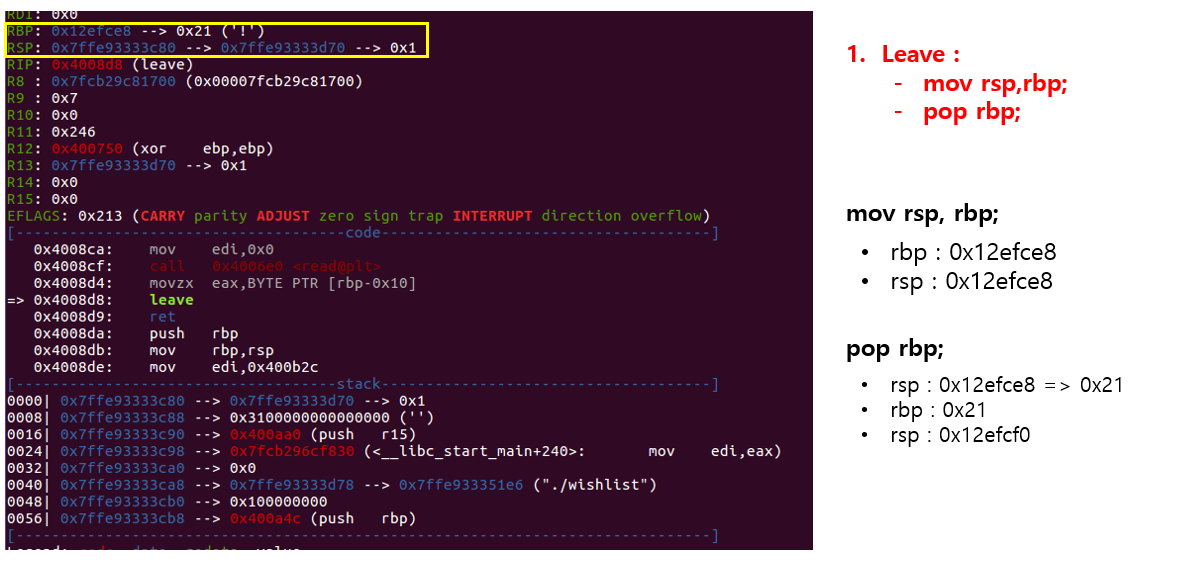 RDI: 0x0
RBP: 0x12efce8 --> 0x21 ('!')
RSP: 0x7ffe93333c80 --> 0x7ffe93333d70 --> 0x1
RIP: 0x4008d8 (leave)
R8 : 0x7fcb29c81700 (0x00007fcb29c81700)
R9 : 0x7
R10: 0x0
R11: 0x246
R12: 0x400750 (xor    ebp,ebp)
R13: 0x7ffe93333d70 --> 0x1
R14: 0x0
R15: 0x0
EFLAGS: 0x213 (CARRY parity ADJUST zero sign trap INTERRUPT direction overflow)
[-------------------------------------code-------------------------------------]
   0x4008ca:    mov    edi,0x0
   0x4008cf:    call   0x4006e0 <read@plt>
   0x4008d4:    movzx  eax,BYTE PTR [rbp-0x10]
=> 0x4008d8:    leave
   0x4008d9:    ret
   0x4008da:    push   rbp
   0x4008db:    mov    rbp,rsp
   0x4008de:    mov    edi,0x400b2c
[------------------------------------stack-------------------------------------]
0000| 0x7ffe93333c80 --> 0x7ffe93333d70 --> 0x1
0008| 0x7ffe93333c88 --> 0x3100000000000000 ('')
0016| 0x7ffe93333c90 --> 0x400aa0 (push   r15)
0024| 0x7ffe93333c98 --> 0x7fcb296cf830 (<__libc_start_main+240>:       mov    edi,eax)
0032| 0x7ffe93333ca0 --> 0x0
0040| 0x7ffe93333ca8 --> 0x7ffe93333d78 --> 0x7ffe933351e6 ("./wishlist")
0048| 0x7ffe93333cb0 --> 0x100000000
0056| 0x7ffe93333cb8 --> 0x400a4c (push   rbp)
[------------------------------------------------------------------------------]
1. Leave :
- mov rsp,rbp;
- pop rbp;
mov rsp, rbp;
• rbp : 0x12efce8
• rsp : 0x12efce8
pop rbp;
• rsp : 0x12efce8 => 0x21
• rbp : 0x21
• rsp : 0x12efcf0